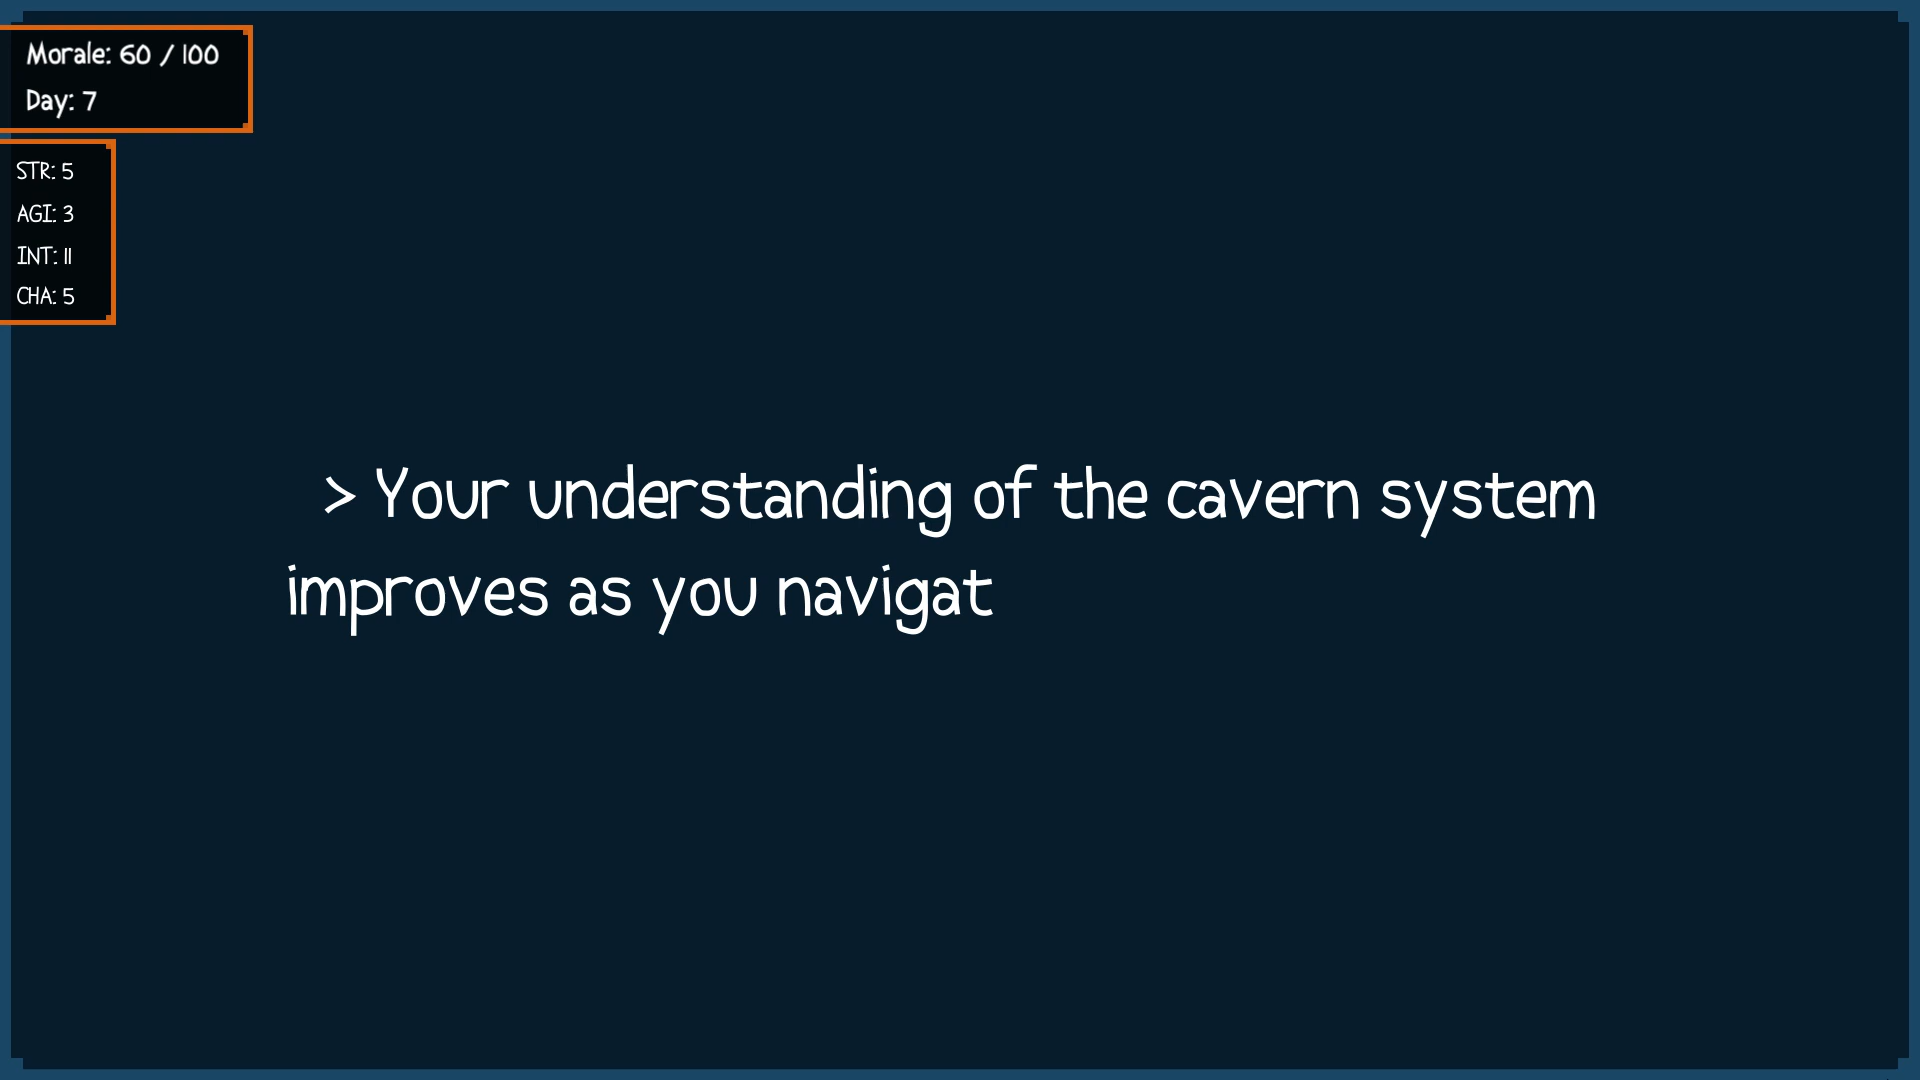 Morale: 60 / 100
Day: 7
STR: 5
AGI: 3
INT: 11
CHA: 5
> Your understanding of the cavern system
improves as you navigat